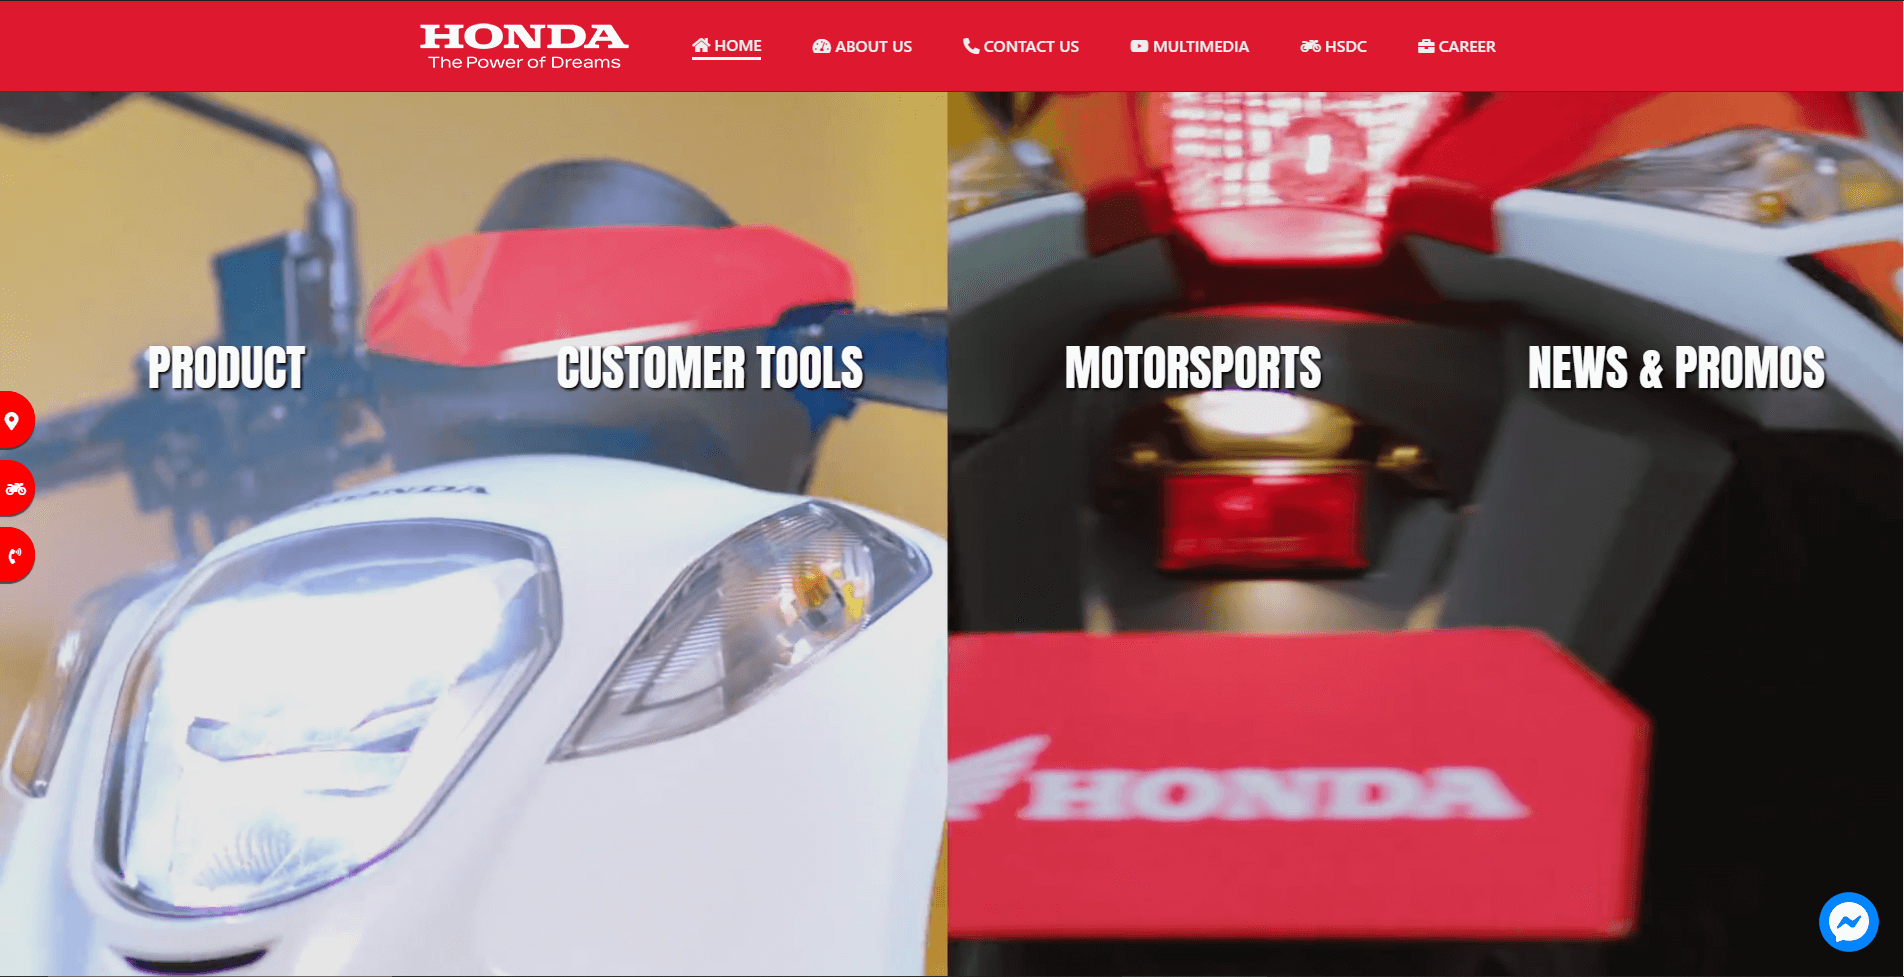 HONDA
The Power of Dreams
HOME
ABOUT US
CONTACT US
MULTIMEDIA
HSDC
CAREER
PRODUCT
CUSTOMER TOOLS
MOTORSPORTS
NEWS & PROMOS
HONDA
HONDA